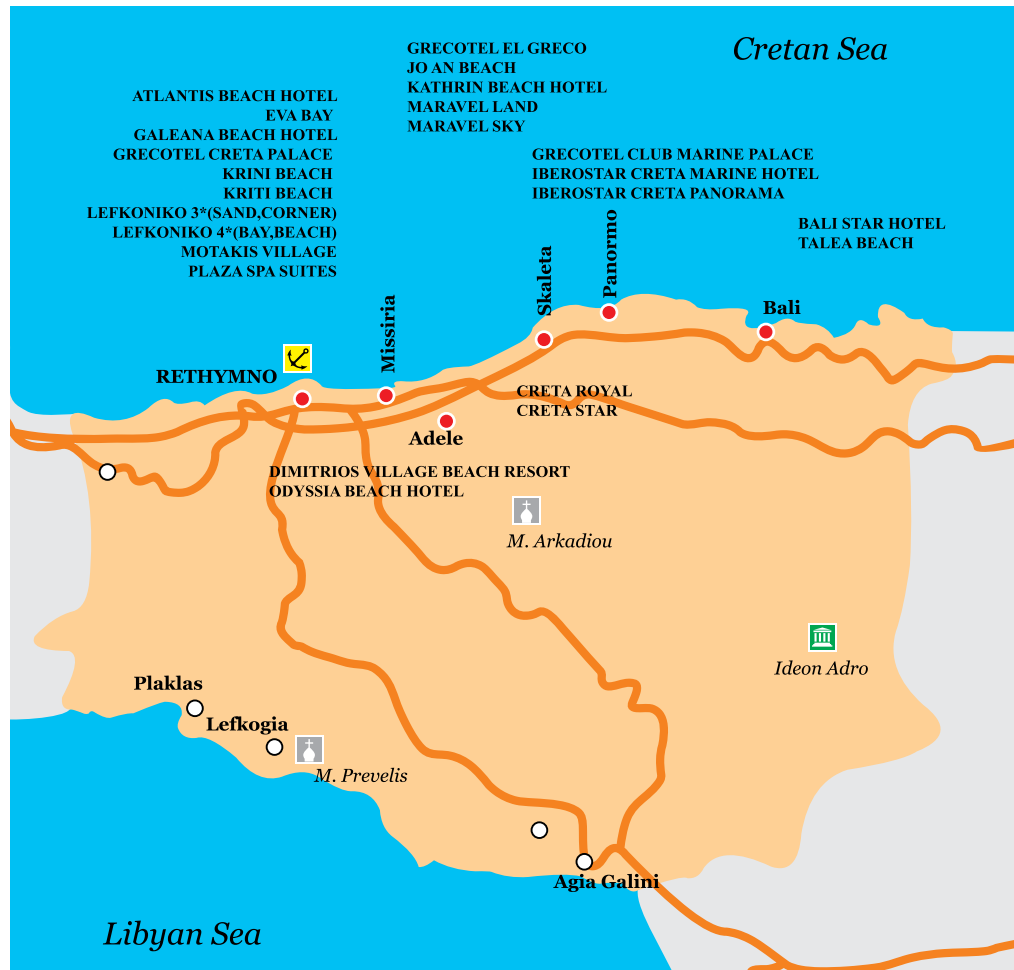 Cretan Sea
GRECOTEL EL GRECO
JO AN BEACH
KATHRIN BEACH HOTEL
MARAVEL LAND
MARAVEL SKY
ATLANTIS BEACH HOTEL
EVA BAY
GALEANA BEACH HOTEL
GRECOTEL CRETA PALACE
KRINI BEACH
KRITI BEACH
LEFKONIKO 3*(SAND,CORNER)
LEFKONIKO 4*(BAY,BEACH)
MOTAKIS VILLAGE
PLAZA SPA SUITES
GRECOTEL CLUB MARINE PALACE
IBEROSTAR CRETA MARINE HOTEL
IBEROSTAR CRETA PANORAMA
BALI STAR HOTEL
TALEA BEACH
Panormo
Skaleta
Missiria
Bali
RETHYMNO
CRETA ROYAL
CRETA STAR
Adele
DIMITRIOS VILLAGE BEACH RESORT
ODYSSIA BEACH HOTEL
M. Arkadiou
Ideon Adro
Plaklas
Lefkogia
M. Prevelis
Agia Galini
Libyan Sea